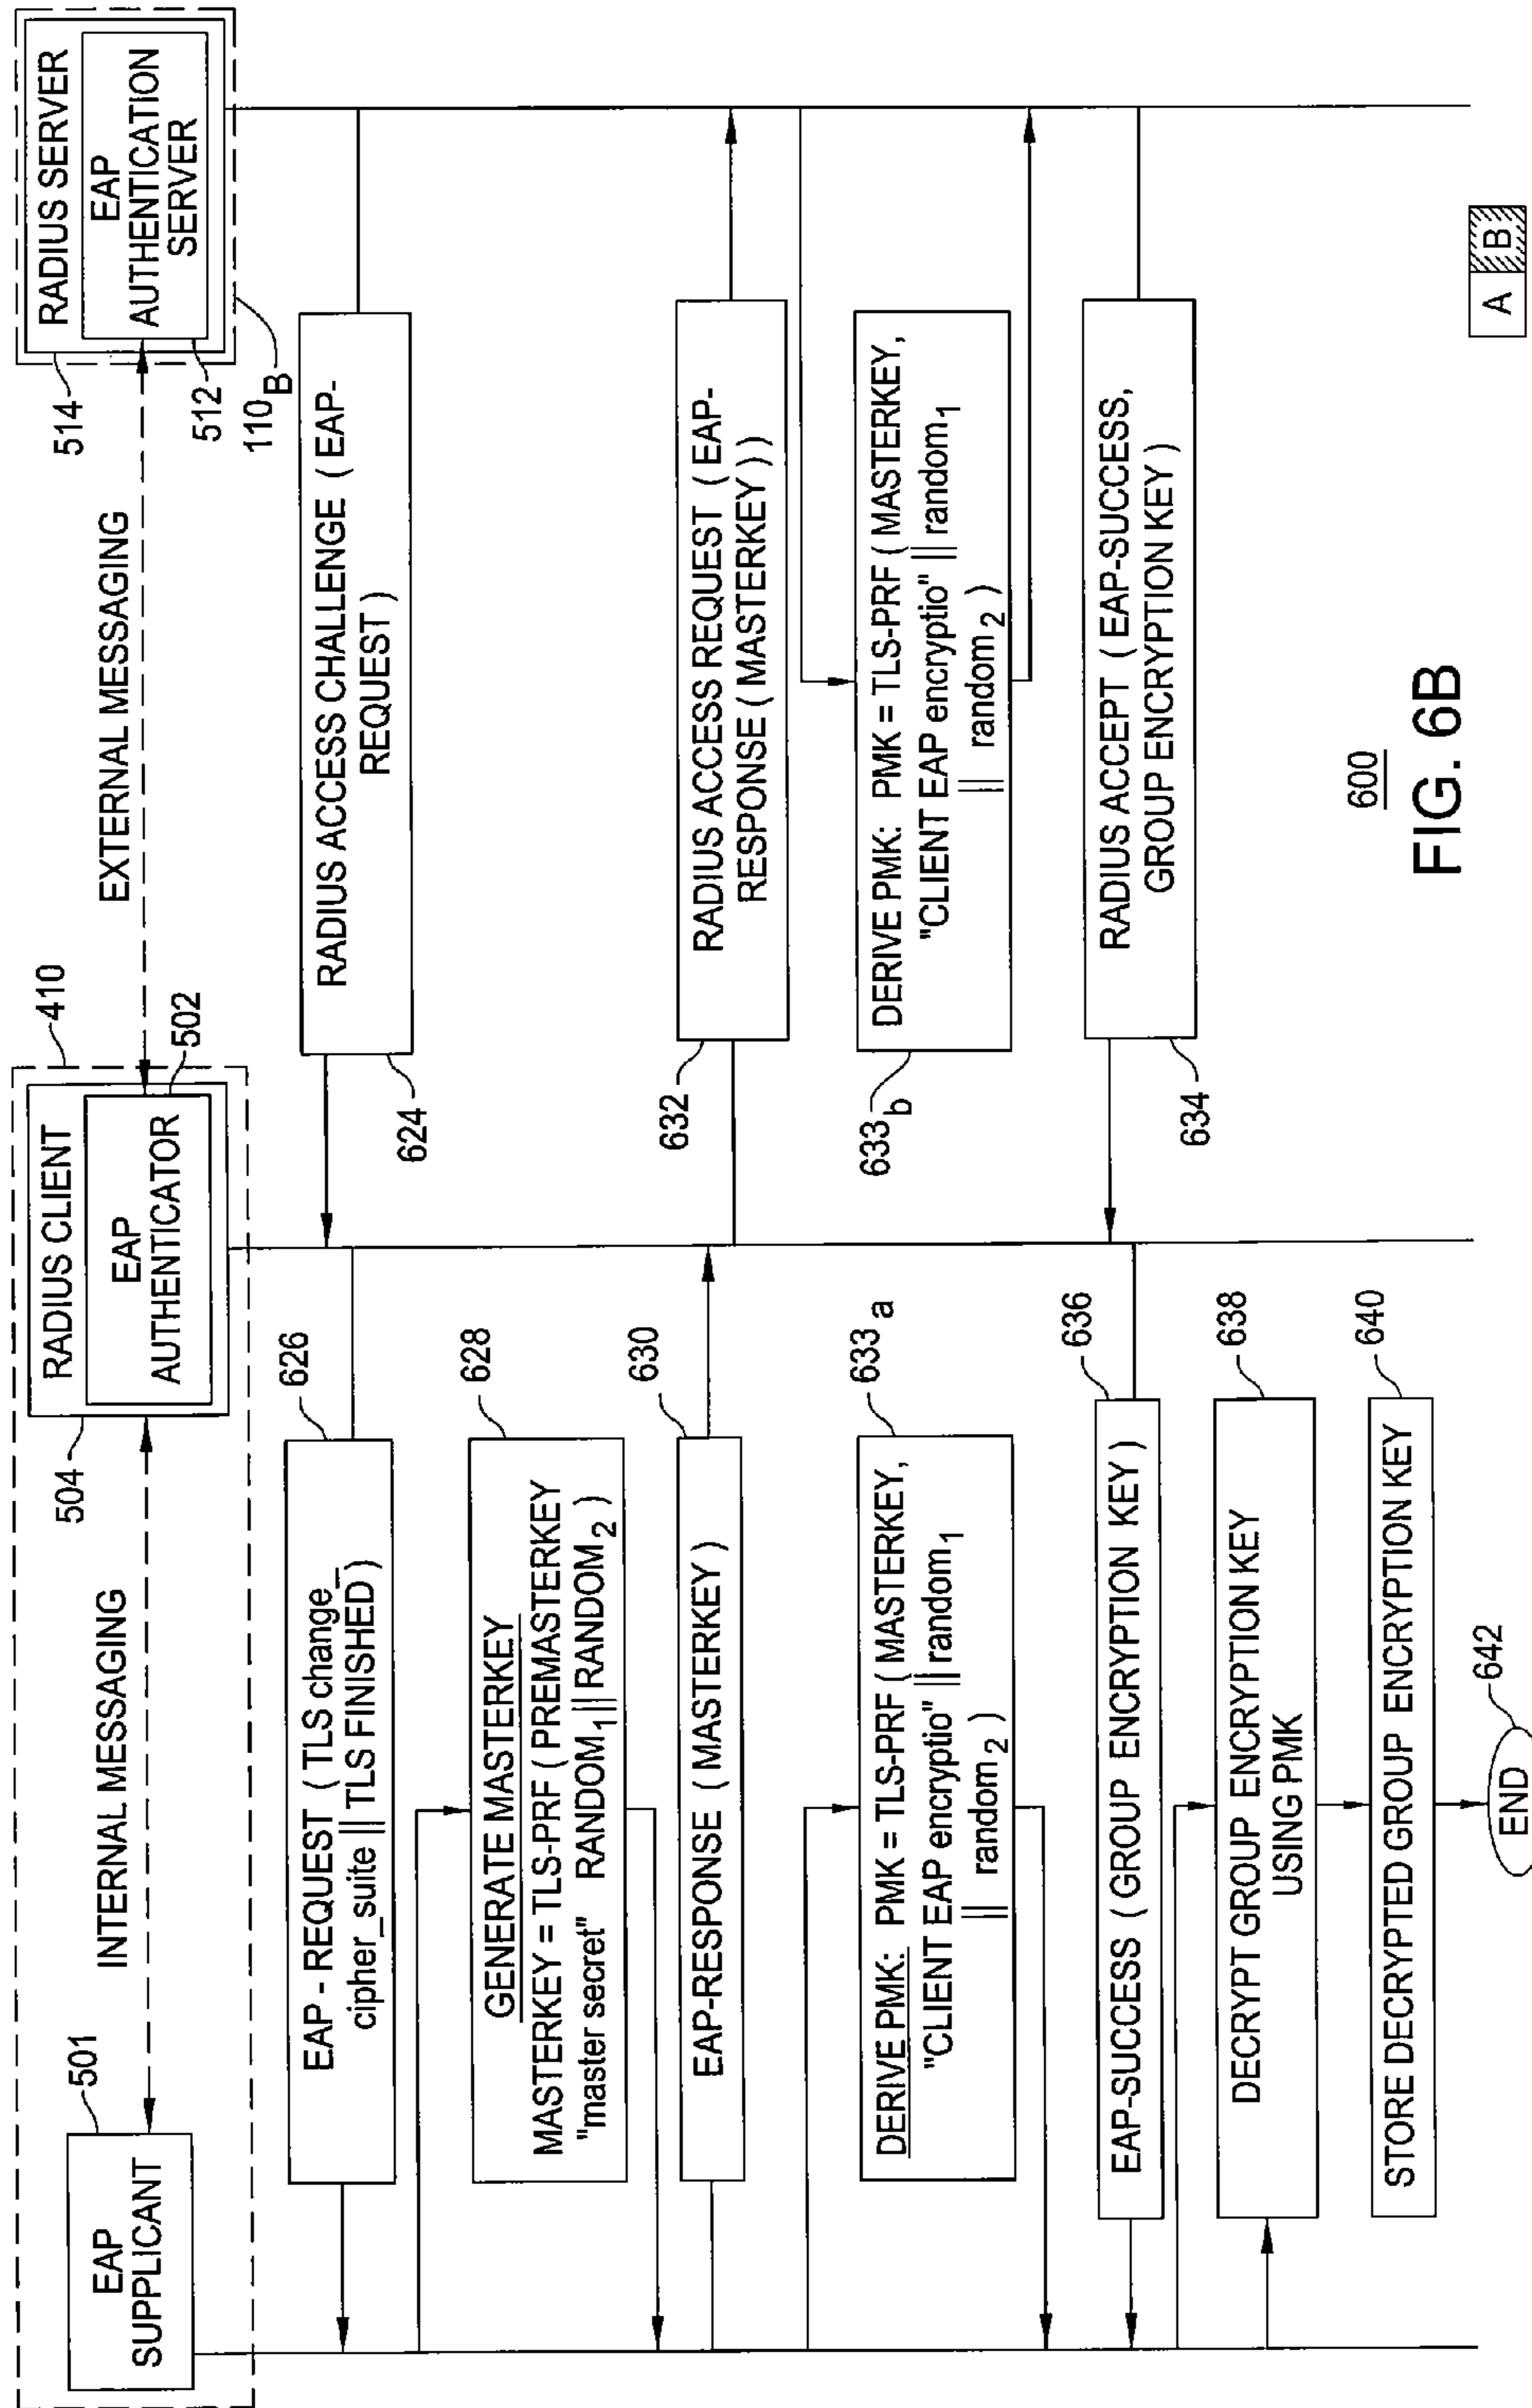 EAP
SUPPLICANT
501
INTERNAL MESSAGING
RADIUS CLIENT
EAP
AUTHENTICATOR
504
410
502
EXTERNAL MESSAGING
RADIUS SERVER
EAP
AUTHENTICATION
SERVER
514
512
110B
RADIUS ACCESS CHALLENGE ( EAP-
REQUEST )
624
626
EAP - REQUEST ( TLS change_
cipher_suite || TLS FINISHED )
628
GENERATE MASTERKEY
MASTERKEY = TLS-PRF ( PREMASTERKEY
"master secret" RANDOM1 || RANDOM2 )
630
EAP-RESPONSE ( MASTERKEY )
632
RADIUS ACCESS REQUEST ( EAP-
RESPONSE ( MASTERKEY ) )
633a
DERIVE PMK: PMK = TLS-PRF ( MASTERKEY,
"CLIENT EAP encryptio" || random1
|| random2 )
633b
DERIVE PMK: PMK = TLS-PRF ( MASTERKEY,
"CLIENT EAP encryptio" || random1
|| random2 )
634
RADIUS ACCEPT ( EAP-SUCCESS,
GROUP ENCRYPTION KEY )
636
EAP-SUCCESS ( GROUP ENCRYPTION KEY )
638
DECRYPT GROUP ENCRYPTION KEY
USING PMK
640
STORE DECRYPTED GROUP ENCRYPTION KEY
642
END
600
FIG. 6B
A B